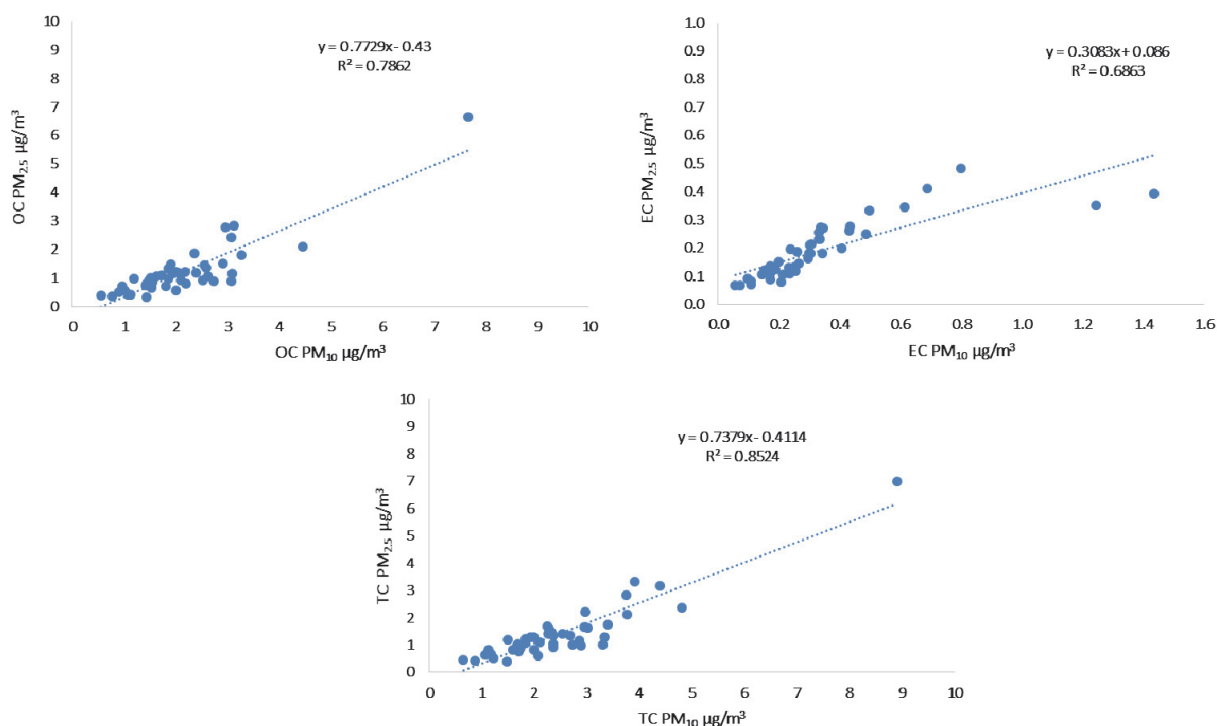 10
9
8
7
6
5
4
3
2
1
0
OC PM2.5 µg/m³
y = 0.7729x - 0.43
R² = 0.7862
0 1 2 3 4 5 6 7 8 9 10
OC PM10 µg/m³
1.0
0.9
0.8
0.7
0.6
0.5
0.4
0.3
0.2
0.1
0.0
EC PM2.5 µg/m³
y = 0.3083x + 0.086
R² = 0.6863
0.0 0.2 0.4 0.6 0.8 1.0 1.2 1.4 1.6
EC PM10 µg/m³
10
9
8
7
6
5
4
3
2
1
0
TC PM2.5 µg/m³
y = 0.7379x - 0.4114
R² = 0.8524
0 1 2 3 4 5 6 7 8 9 10
TC PM10 µg/m³